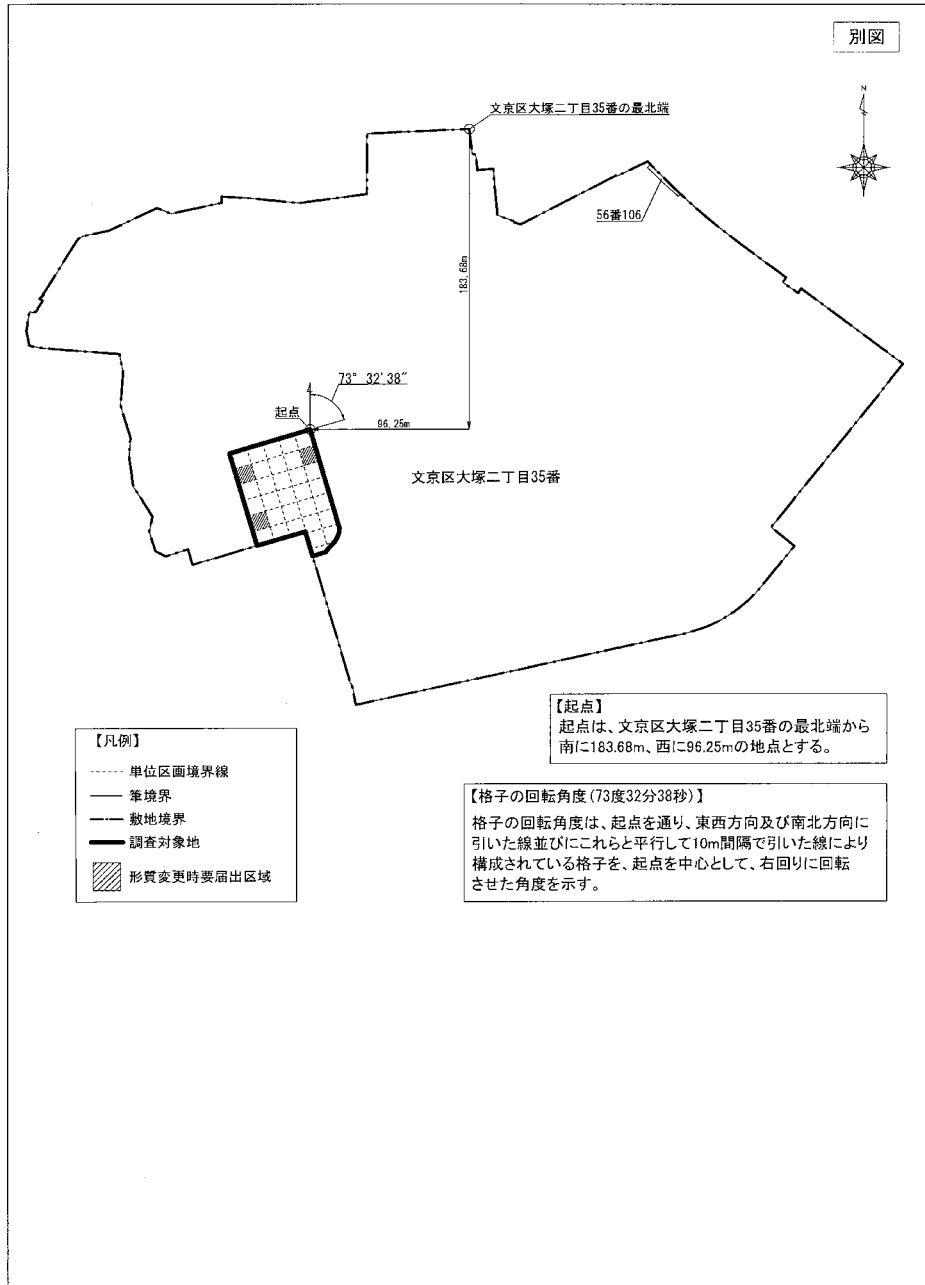 別図
N
文京区大塚二丁目35番の最北端
56番106
183.68m
73° 32'38"
起点
96.25m
文京区大塚二丁目35番
【起点】
起点は、文京区大塚二丁目35番の最北端から
南に183.68m、西に96.25mの地点とする。
【凡例】
単位区画境界線
筆境界
敷地境界
調査対象地
形質変更時要届出区域
【格子の回転角度(73度32分38秒)】
格子の回転角度は、起点を通り、東西方向及び南北方向に
引いた線並びにこれらと平行して10m間隔で引いた線により
構成されている格子を、起点を中心として、右回りに回転
させた角度を示す。